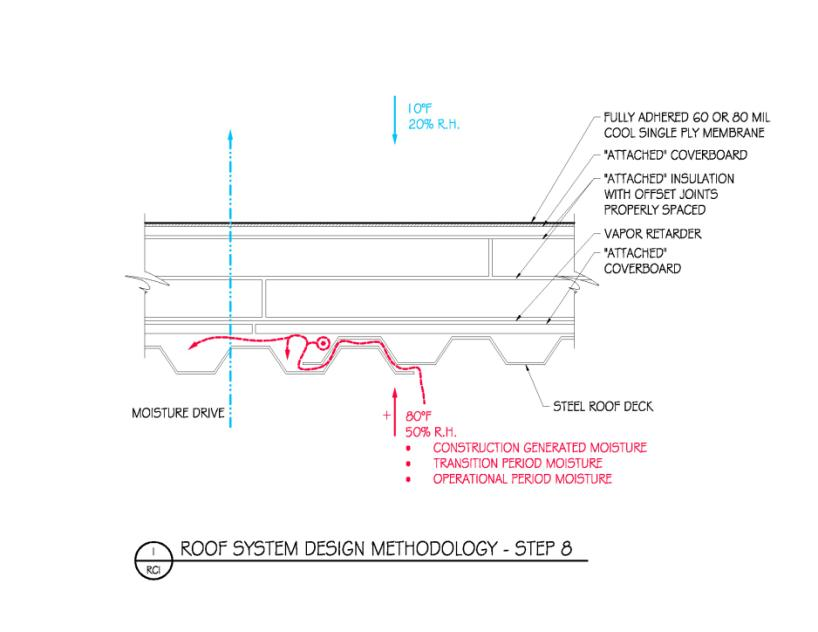 10°F
20% R.H.
FULLY ADHERED 60 OR 80 MIL
COOL SINGLE PLY MEMBRANE
"ATTACHED" COVERBOARD
"ATTACHED" INSULATION
WITH OFFSET JOINTS
PROPERLY SPACED
VAPOR RETARDER
"ATTACHED"
COVERBOARD
STEEL ROOF DECK
MOISTURE DRIVE
+
80°F
50% R.H.
• CONSTRUCTION GENERATED MOISTURE
• TRANSITION PERIOD MOISTURE
• OPERATIONAL PERIOD MOISTURE
1
RCI
ROOF SYSTEM DESIGN METHODOLOGY - STEP 8